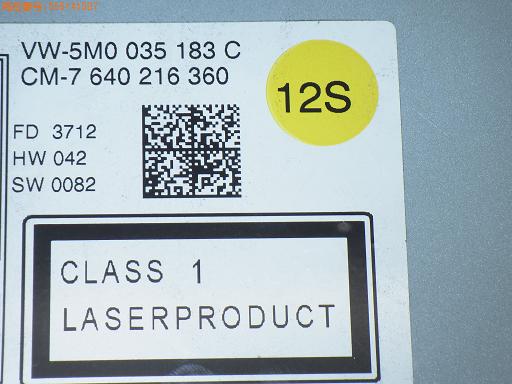 VW-5M0 035 183 C
CM-7 640 216 360
12S
FD 3712
HW 042
SW 0082
CLASS 1
LASERPRODUCT